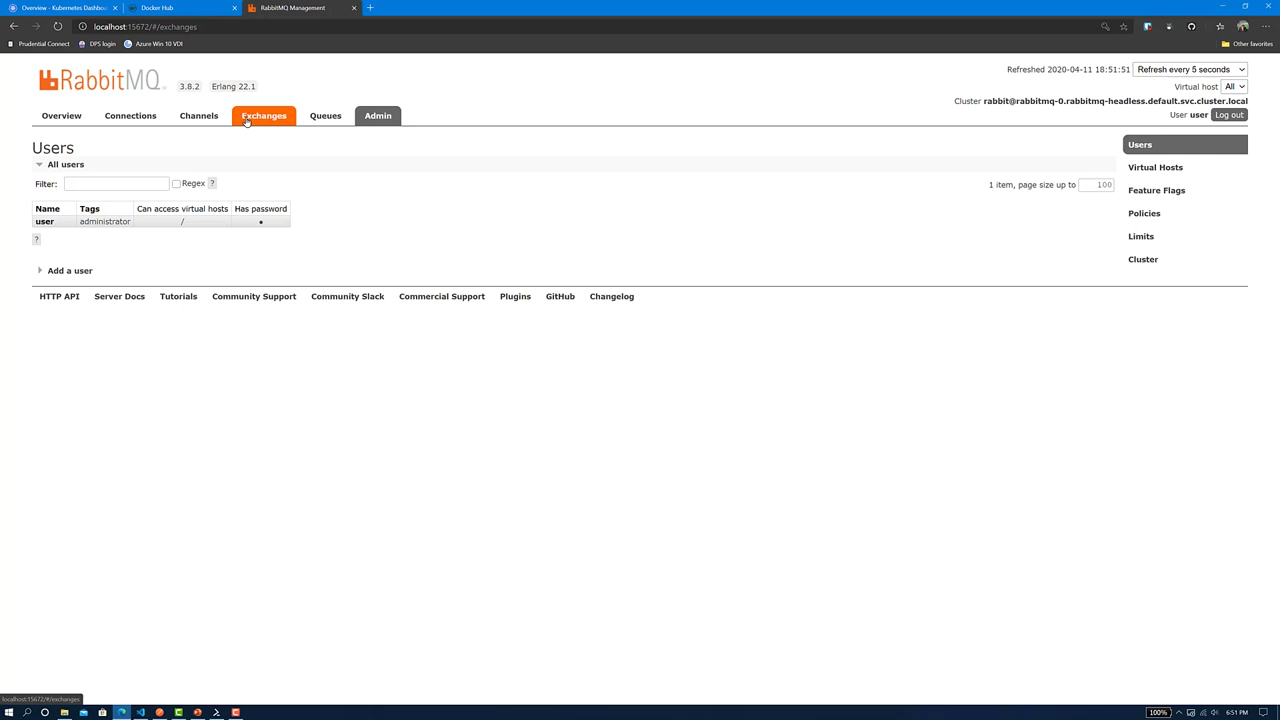 Overview - Kubernetes Dashboa
Docker Hub
RabbitMQ Management
localhost:15672/#/exchanges
Prudential Connect
DPS login
Azure Win 10 VDI
Other favorites
RabbitMQ
3.8.2
Erlang 22.1
Refreshed 2020-04-11 18:51:51
Refresh every 5 seconds
Virtual host
All
Cluster rabbit@rabbitmq-0.rabbitmq-headless.default.svc.cluster.local
User user
Log out
Overview
Connections
Channels
Exchanges
Queues
Admin
Users
All users
Filter:
Regex
?
1 item, page size up to
100
Name Tags Can access virtual hosts Has password
user administrator / •
?
Add a user
Users
Virtual Hosts
Feature Flags
Policies
Limits
Cluster
HTTP API
Server Docs
Tutorials
Community Support
Community Slack
Commercial Support
Plugins
GitHub
Changelog
localhost:15672/#/exchanges
100%
6:51 PM